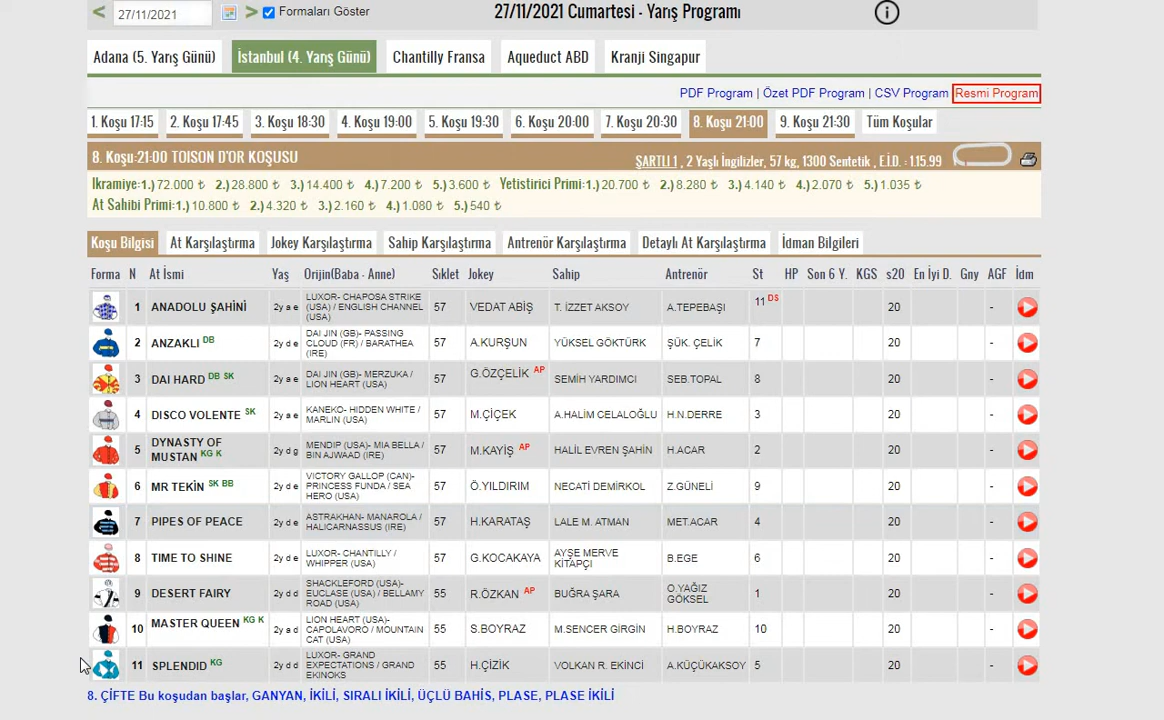 27/11/2021 Formaları Göster 27/11/2021 Cumartesi - Yarış Programı
Adana (5. Yarış Günü) İstanbul (4. Yarış Günü) Chantilly Fransa Aqueduct ABD Kranji Singapur
PDF Program | Özet PDF Program | CSV Program Resmi Program
1. Koşu 17:15 2. Koşu 17:45 3. Koşu 18:30 4. Koşu 19:00 5. Koşu 19:30 6. Koşu 20:00 7. Koşu 20:30 8. Koşu 21:00 9. Koşu 21:30 Tüm Koşular
8. Koşu:21:00 TOISON D'OR KOŞUSU ŞARTLI 1 , 2 Yaşlı İngilizler, 57 kg, 1300 Sentetik , E.İ.D. : 1.15.99
Ikramiye:1.) 72.000 ₺ 2.) 28.800 ₺ 3.) 14.400 ₺ 4.) 7.200 ₺ 5.) 3.600 ₺ Yetistirici Primi:1.) 20.700 ₺ 2.) 8.280 ₺ 3.) 4.140 ₺ 4.) 2.070 ₺ 5.) 1.035 ₺
At Sahibi Primi:1.) 10.800 ₺ 2.) 4.320 ₺ 3.) 2.160 ₺ 4.) 1.080 ₺ 5.) 540 ₺
Koşu Bilgisi At Karşılaştırma Jokey Karşılaştırma Sahip Karşılaştırma Antrenör Karşılaştırma Detaylı At Karşılaştırma İdman Bilgileri
Forma N At İsmi Yaş Orijin(Baba - Anne) Sıklet Jokey Sahip Antrenör St HP Son 6 Y. KGS s20 En İyi D. Gny AGF İdm
1 ANADOLU ŞAHİNİ 2y a e LUXOR- CHAPOSA STRIKE (USA) / ENGLISH CHANNEL (USA) 57 VEDAT ABİŞ T. İZZET AKSOY A.TEPEBAŞI 11 DS 20 -
2 ANZAKLI DB 2y d e DAI JIN (GB)- PASSING CLOUD (FR) / BARATHEA (IRE) 57 A.KURŞUN YÜKSEL GÖKTÜRK ŞÜK. ÇELİK 7 20 -
3 DAI HARD DB SK 2y a e DAI JIN (GB)- MERZUKA / LION HEART (USA) 57 G.ÖZÇELİK AP SEMİH YARDIMCI SEB.TOPAL 8 20 -
4 DISCO VOLENTE SK 2y a e KANEKO- HIDDEN WHITE / MARLIN (USA) 57 M.ÇİÇEK A.HALİM CELALOĞLU H.N.DERRE 3 20 -
5 DYNASTY OF MUSTAN KG K 2y d g MENDIP (USA)- MIA BELLA / BIN AJWAAD (IRE) 57 M.KAYİŞ AP HALİL EVREN ŞAHİN H.ACAR 2 20 -
6 MR TEKİN SK BB 2y d e VICTORY GALLOP (CAN)- PRINCESS FUNDA / SEA HERO (USA) 57 Ö.YILDIRIM NECATİ DEMİRKOL Z.GÜNELİ 9 20 -
7 PIPES OF PEACE 2y d e ASTRAKHAN- MANAROLA / HALICARNASSUS (IRE) 57 H.KARATAŞ LALE M. ATMAN MET.ACAR 4 20 -
8 TIME TO SHINE 2y d e LUXOR- CHANTILLY / WHIPPER (USA) 57 G.KOCAKAYA AYŞE MERVE KİTAPÇI B.EGE 6 20 -
9 DESERT FAIRY 2y d d SHACKLEFORD (USA)- EUCLASE (USA) / BELLAMY ROAD (USA) 55 R.ÖZKAN AP BUĞRA ŞARA O.YAĞIZ GÖKSEL 1 20 -
10 MASTER QUEEN KG K 2y a d LION HEART (USA)- CAPOLAVORO / MOUNTAIN CAT (USA) 55 S.BOYRAZ M.SENCER GİRGİN H.BOYRAZ 10 20 -
11 SPLENDID KG 2y d d LUXOR- GRAND EXPECTATIONS / GRAND EKINOKS 55 H.ÇİZİK VOLKAN R. EKİNCİ A.KÜÇÜKAKSOY 5 20 -
8. ÇİFTE Bu koşudan başlar, GANYAN, İKİLİ, SIRALI İKİLİ, ÜÇLÜ BAHİS, PLASE, PLASE İKİLİ